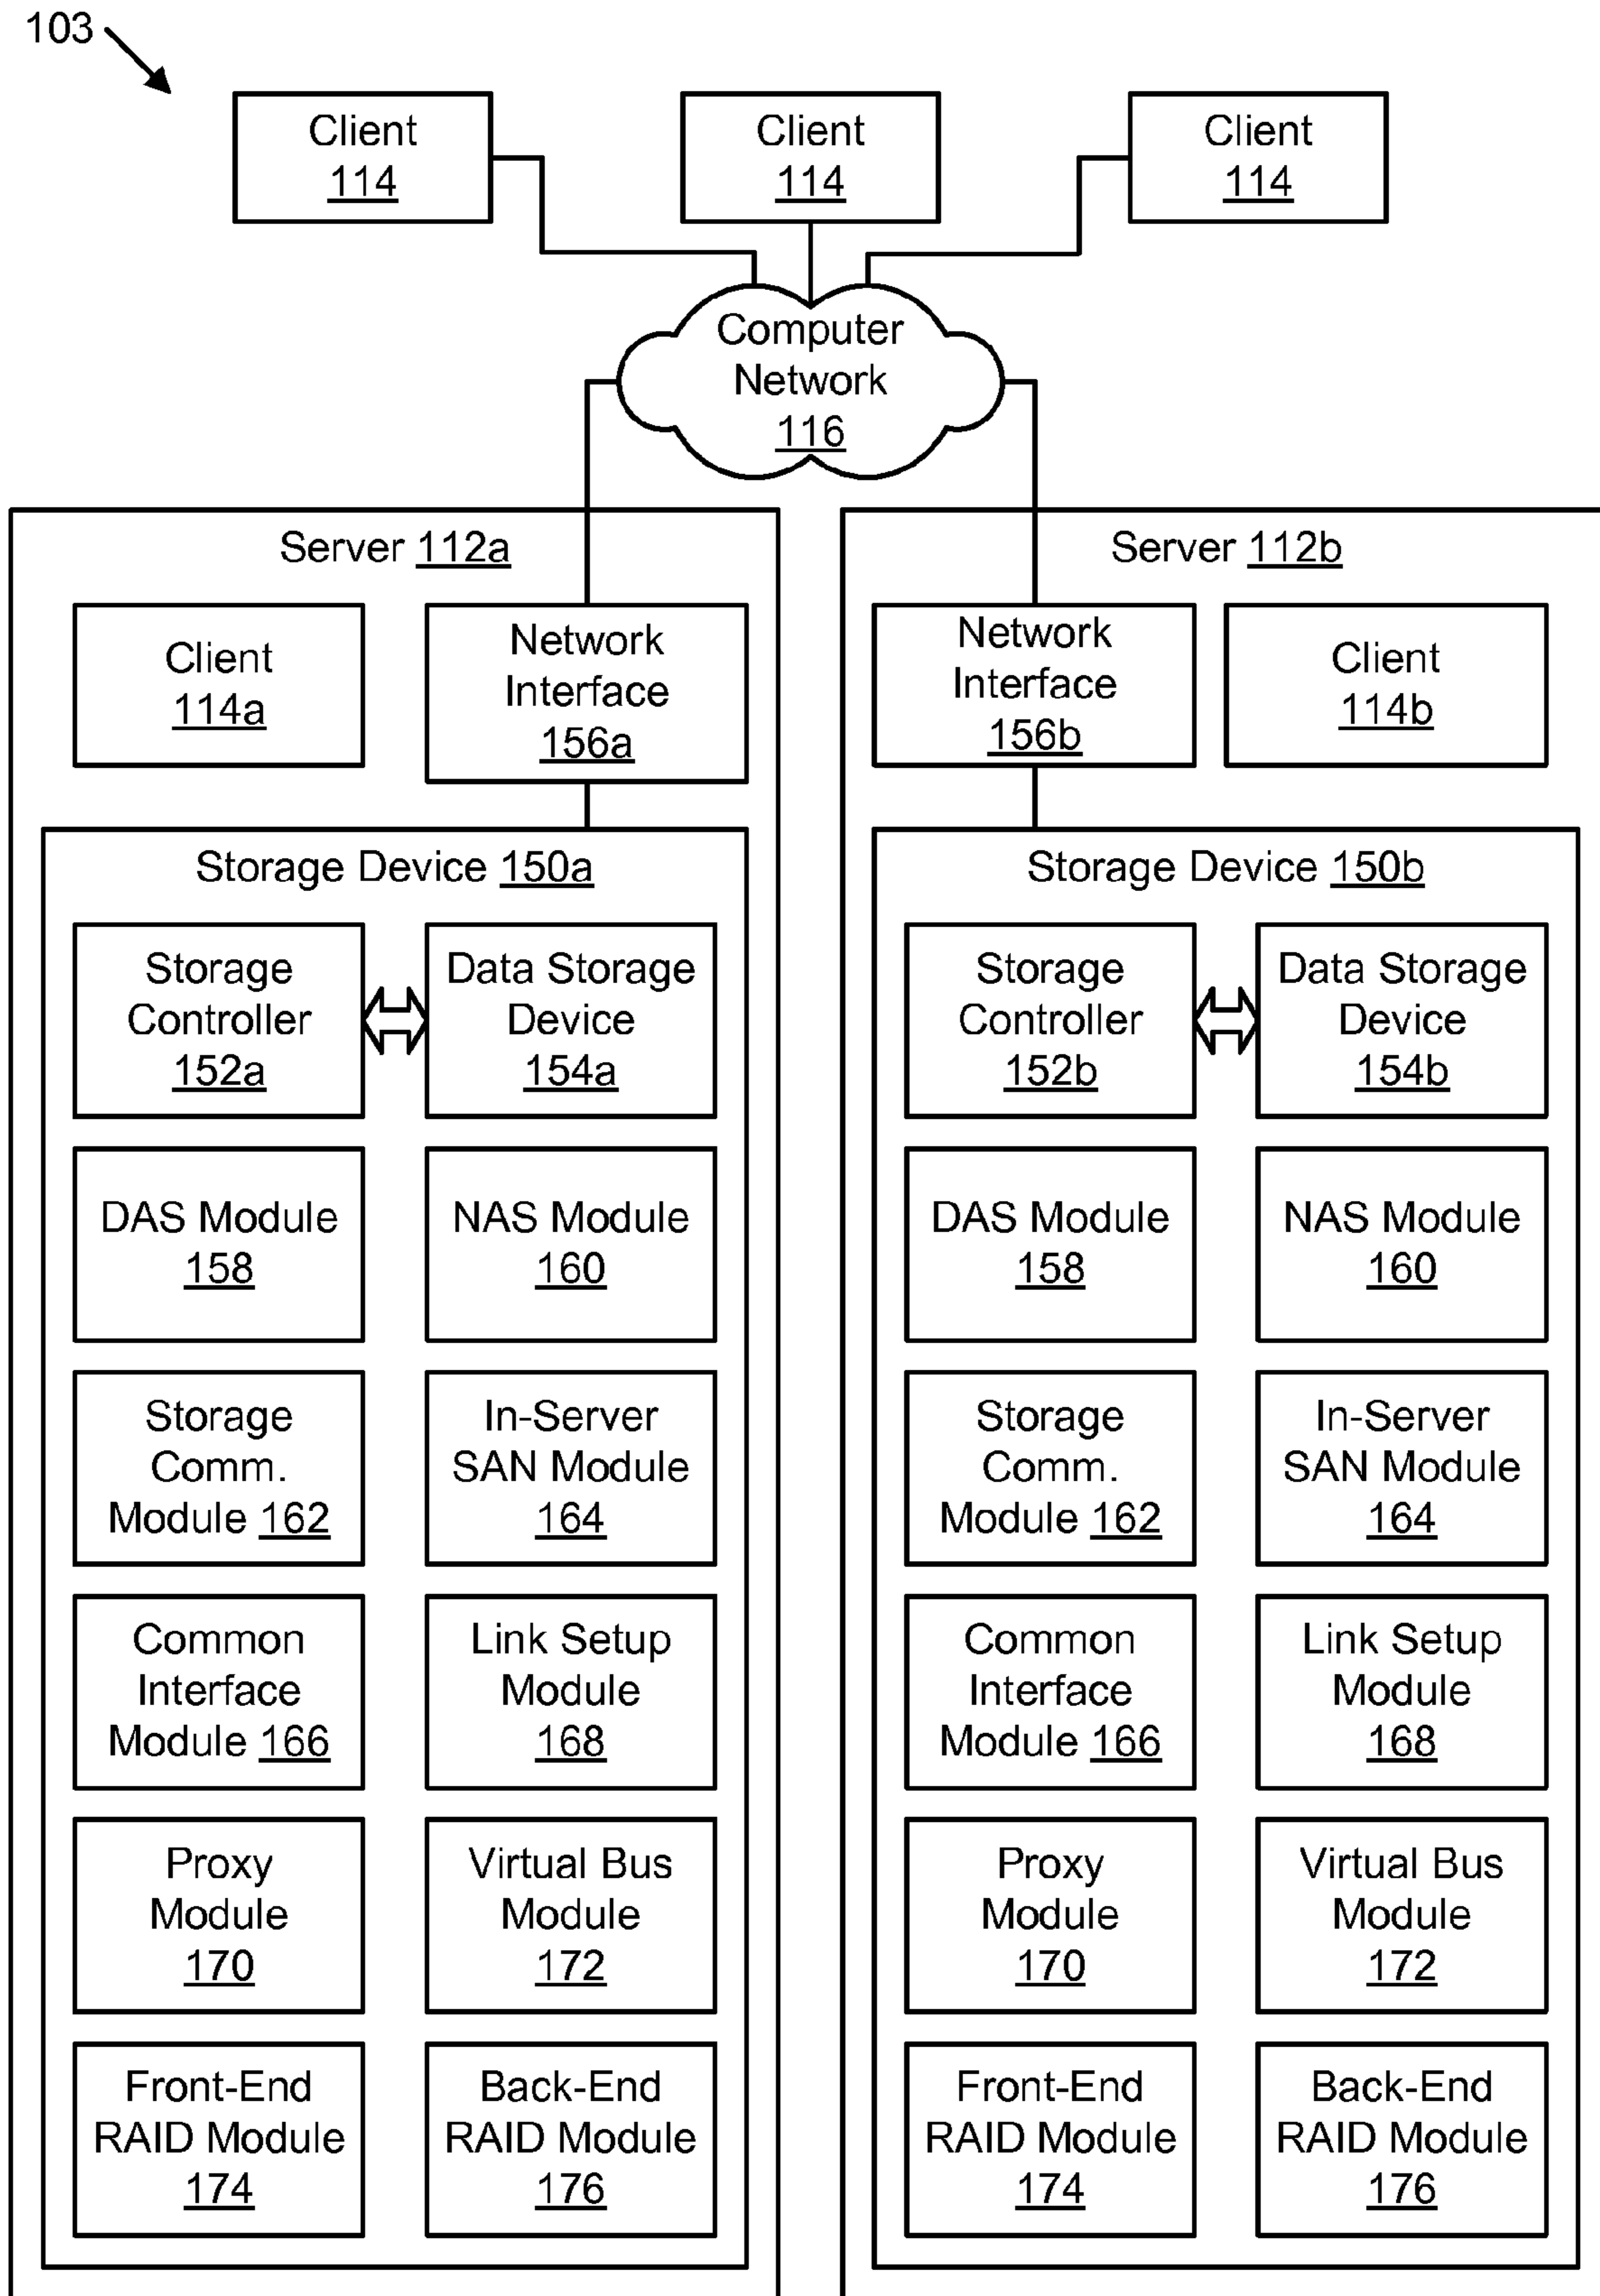 103
Client
114
Client
114
Client
114
Computer
Network
116
Server 112a
Client
114a
Network
Interface
156a
Storage Device 150a
Storage
Controller
152a
Data Storage
Device
154a
DAS Module
158
NAS Module
160
Storage
Comm.
Module 162
In-Server
SAN Module
164
Common
Interface
Module 166
Link Setup
Module
168
Proxy
Module
170
Virtual Bus
Module
172
Front-End
RAID Module
174
Back-End
RAID Module
176
Server 112b
Network
Interface
156b
Client
114b
Storage Device 150b
Storage
Controller
152b
Data Storage
Device
154b
DAS Module
158
NAS Module
160
Storage
Comm.
Module 162
In-Server
SAN Module
164
Common
Interface
Module 166
Link Setup
Module
168
Proxy
Module
170
Virtual Bus
Module
172
Front-End
RAID Module
174
Back-End
RAID Module
176